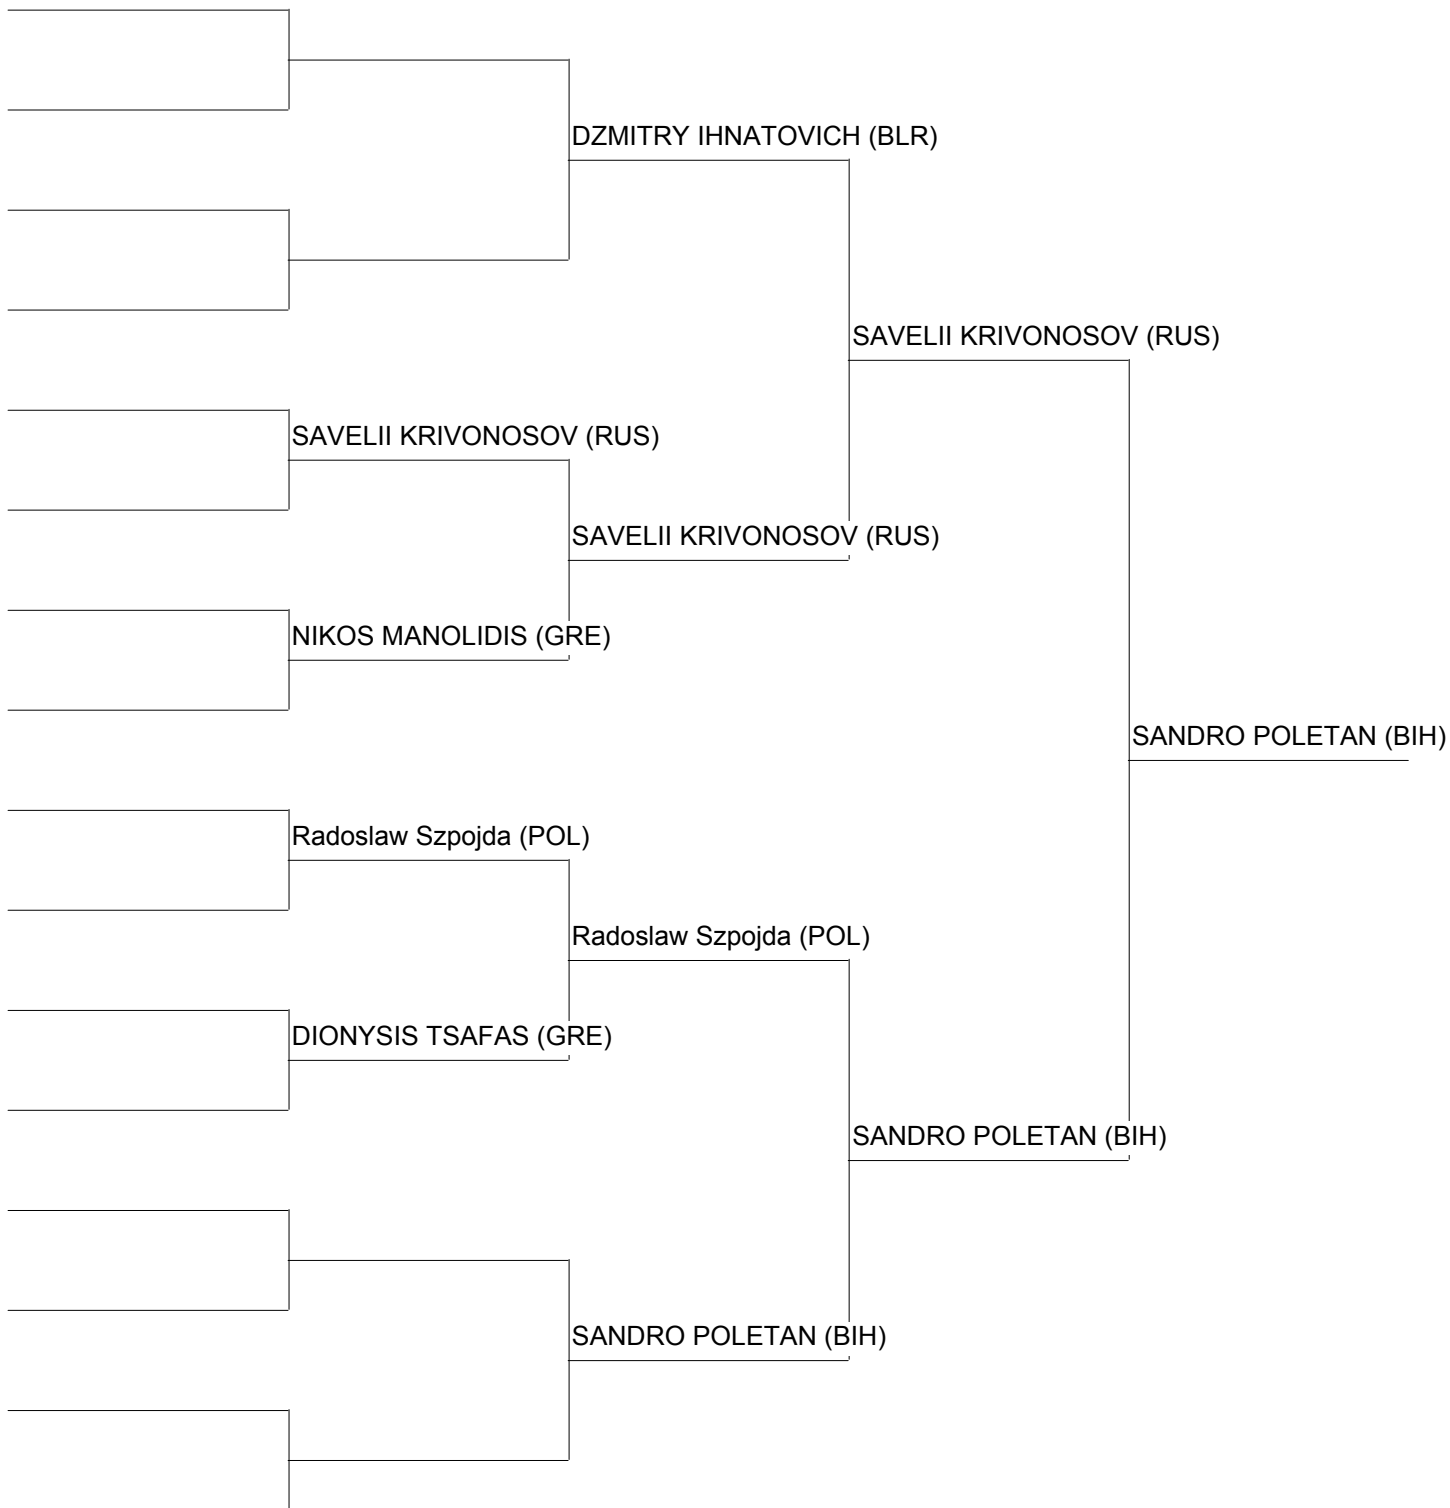 DZMITRY IHNATOVICH (BLR)
SAVELII KRIVONOSOV (RUS)
SAVELII KRIVONOSOV (RUS)
SAVELII KRIVONOSOV (RUS)
NIKOS MANOLIDIS (GRE)
SANDRO POLETAN (BIH)
Radoslaw Szpojda (POL)
Radoslaw Szpojda (POL)
DIONYSIS TSAFAS (GRE)
SANDRO POLETAN (BIH)
SANDRO POLETAN (BIH)